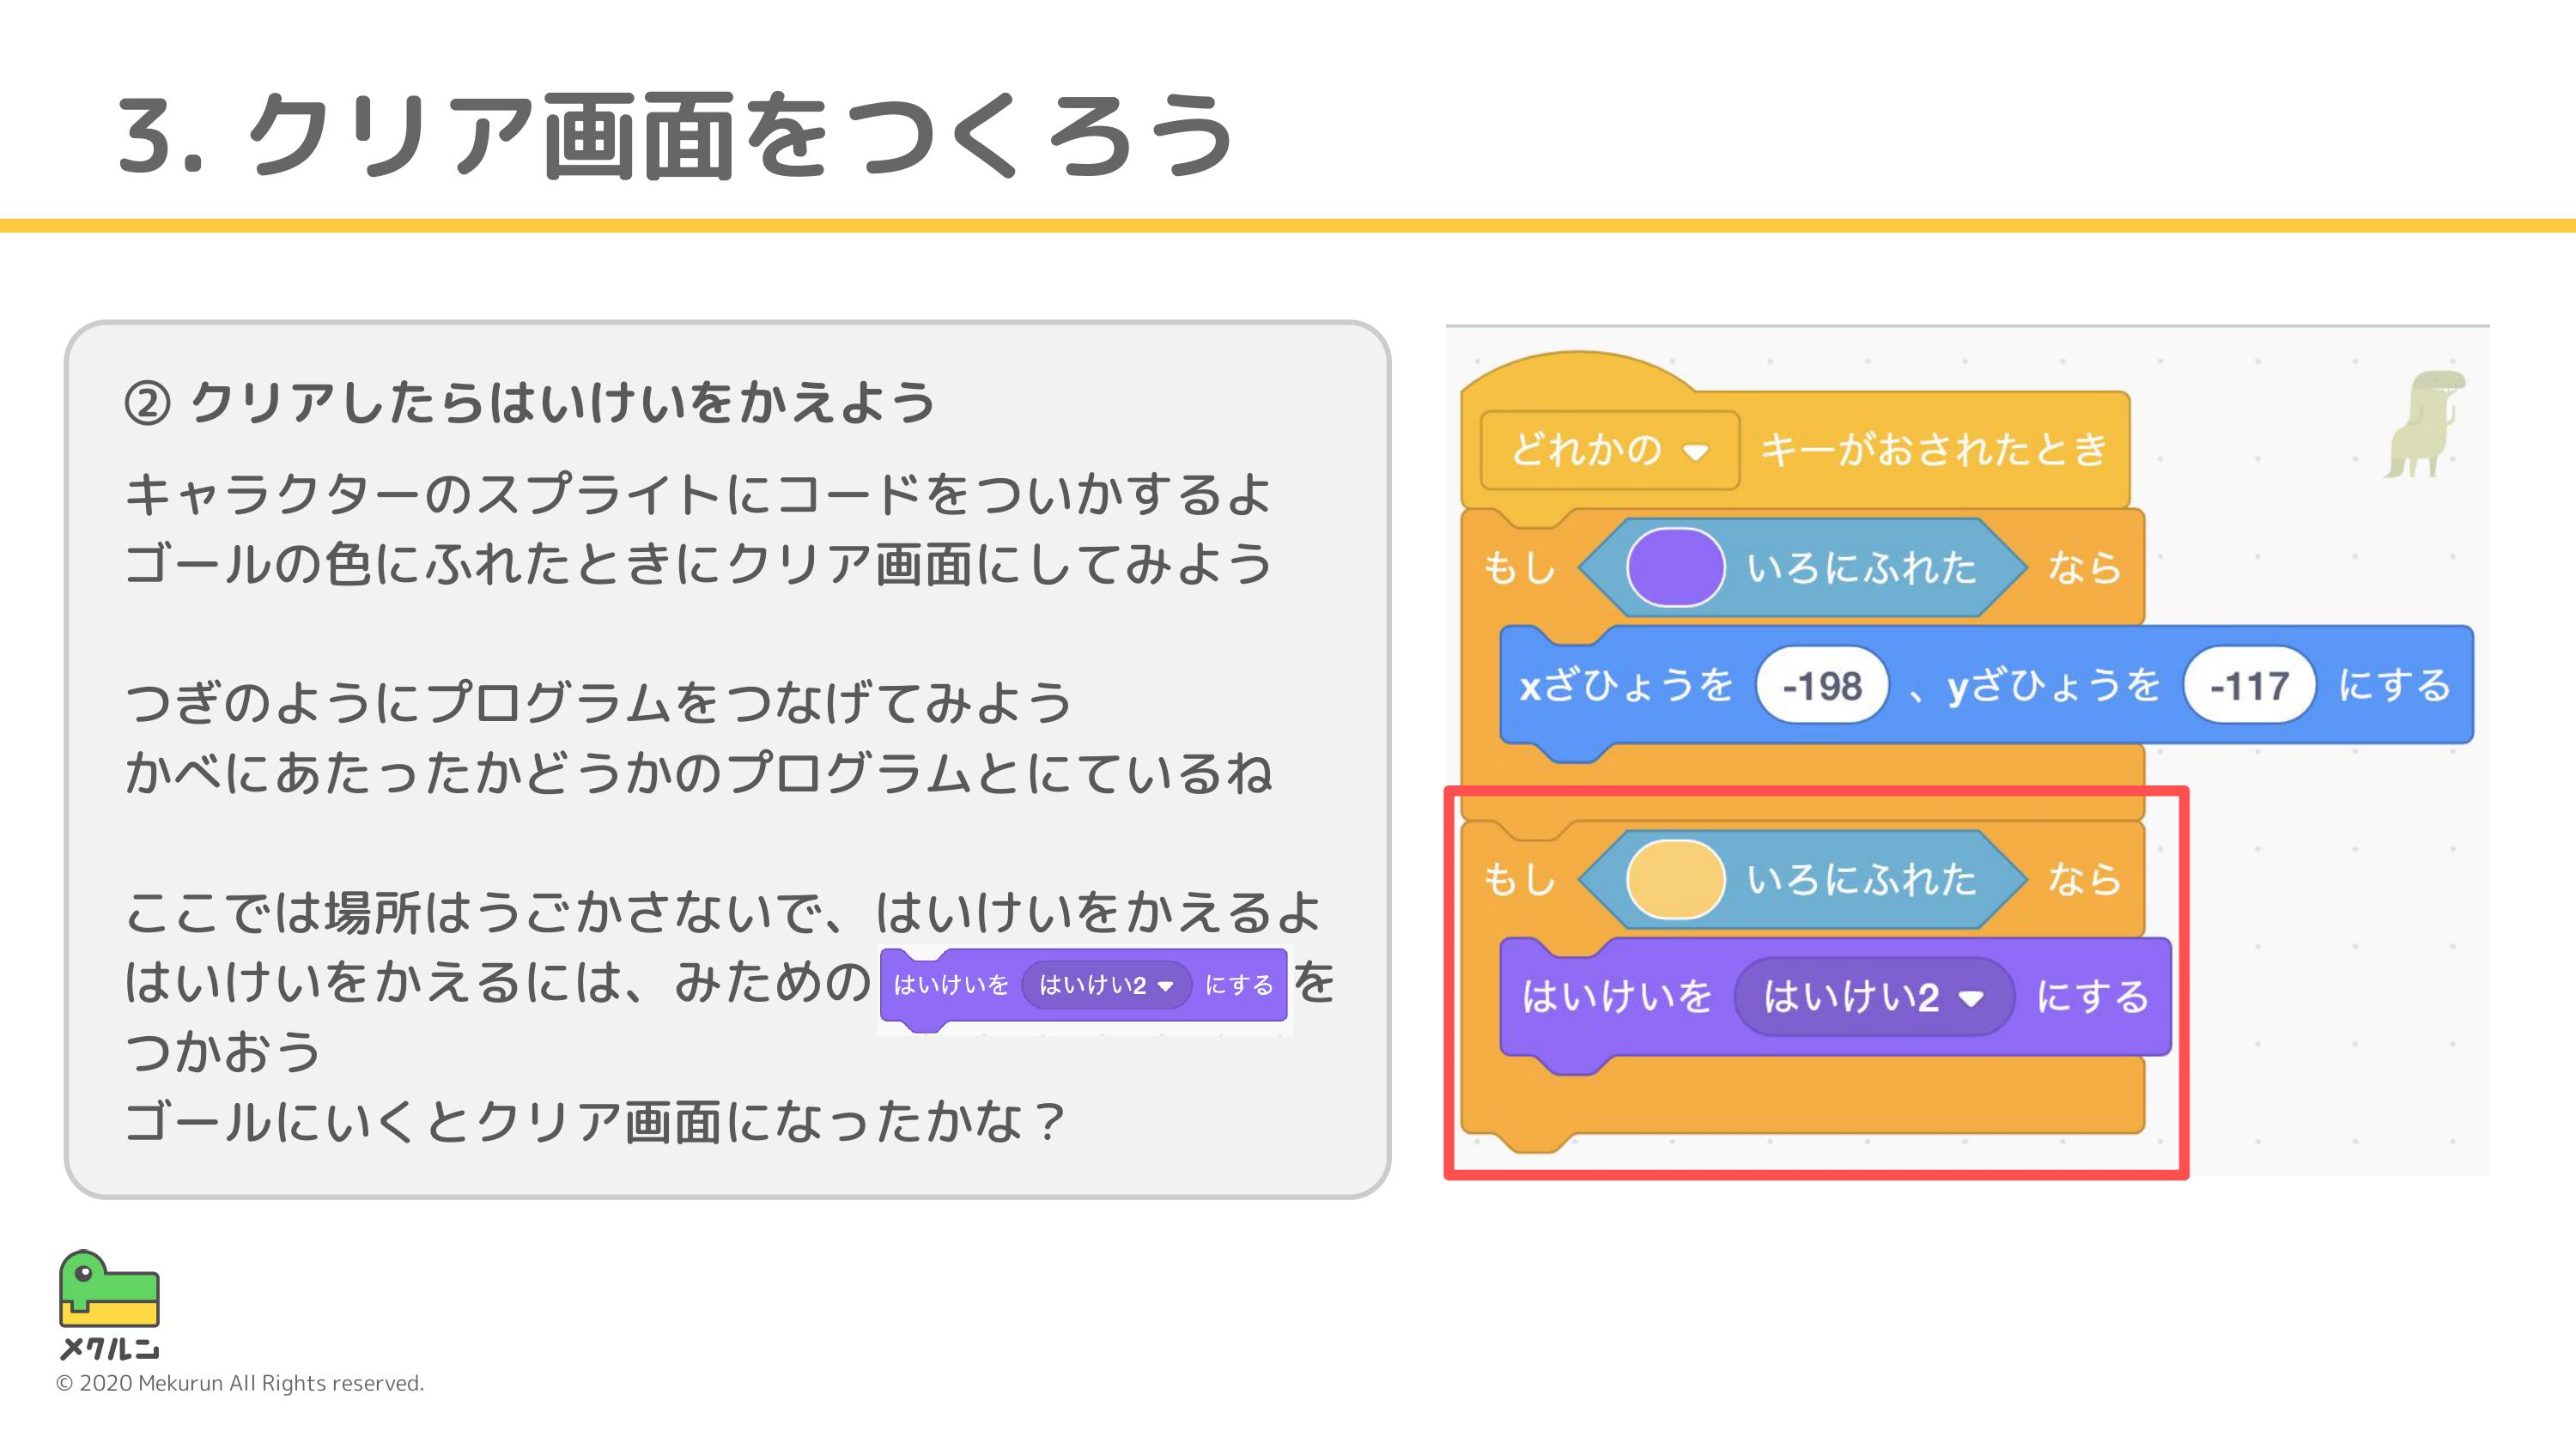 3. クリア画面をつくろう
② クリアしたらはいけいをかえよう
キャラクターのスプライトにコードをついかするよ
ゴールの色にふれたときにクリア画面にしてみよう
つぎのようにプログラムをつなげてみよう
かべにあたったかどうかのプログラムとにているね
ここでは場所はうごかさないで、はいけいをかえるよ
はいけいをかえるには、みための はいけいを はいけい2 にする を
つかおう
ゴールにいくとクリア画面になったかな？
どれかの キーがおされたとき
もし いろにふれた なら
xざひょうを -198 、yざひょうを -117 にする
もし いろにふれた なら
はいけいを はいけい2 にする
メクルン
© 2020 Mekurun All Rights reserved.